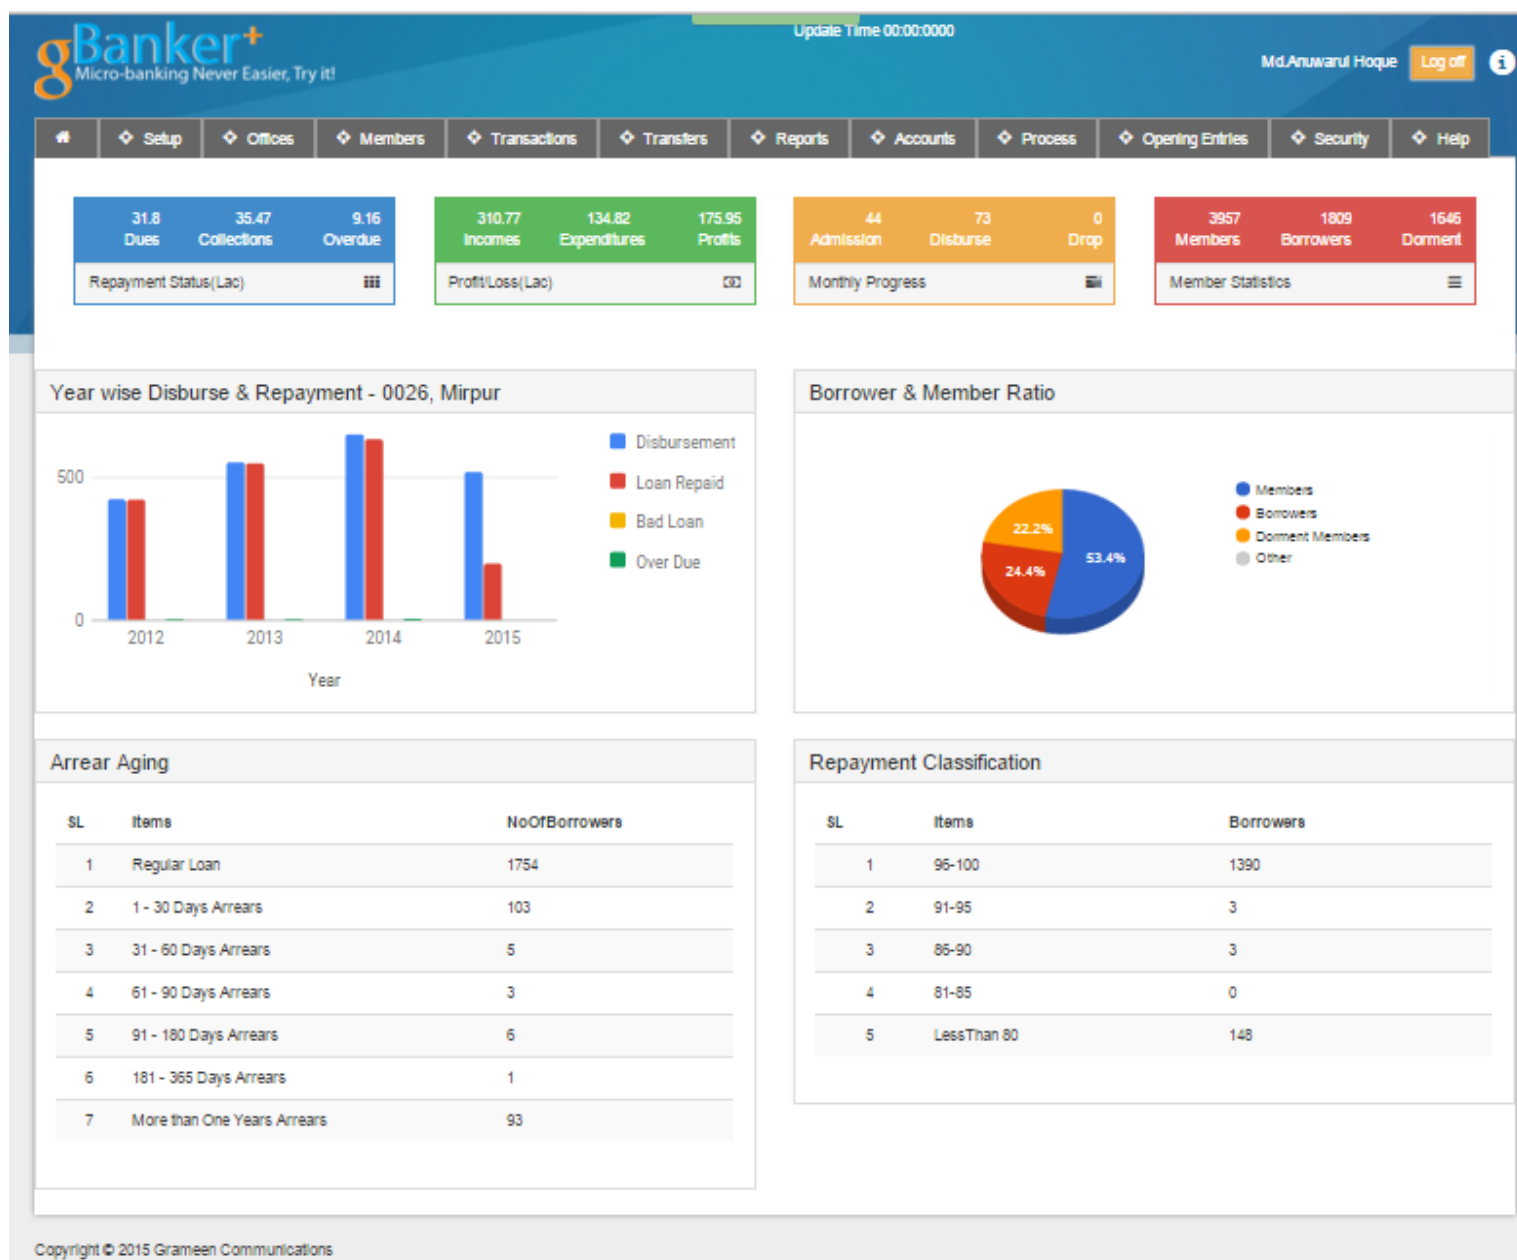 Update Time 00:00:0000
gBanker+
Micro-banking Never Easier, Try it!
Md.Anuwarul Hoque Log off
Setup Offices Members Transactions Transfers Reports Accounts Process Opening Entries Security Help
31.8 35.47 9.16
Dues Collections Overdue
Repayment Status(Lac)
310.77 134.82 175.95
Incomes Expenditures Profits
Profit/Loss(Lac)
44 73 0
Admission Disburse Drop
Monthly Progress
3957 1809 1646
Members Borrowers Dorment
Member Statistics
Year wise Disburse & Repayment - 0026, Mirpur
500
0
2012 2013 2014 2015
Year
Disbursement
Loan Repaid
Bad Loan
Over Due
Borrower & Member Ratio
22.2%
53.4%
24.4%
Members
Borrowers
Dorment Members
Other
Arrear Aging
SL Items NoOfBorrowers
1 Regular Loan 1754
2 1 - 30 Days Arrears 103
3 31 - 60 Days Arrears 5
4 61 - 90 Days Arrears 3
5 91 - 180 Days Arrears 6
6 181 - 365 Days Arrears 1
7 More than One Years Arrears 93
Repayment Classification
SL Items Borrowers
1 96-100 1390
2 91-95 3
3 86-90 3
4 81-85 0
5 LessThan 80 148
Copyright © 2015 Grameen Communications